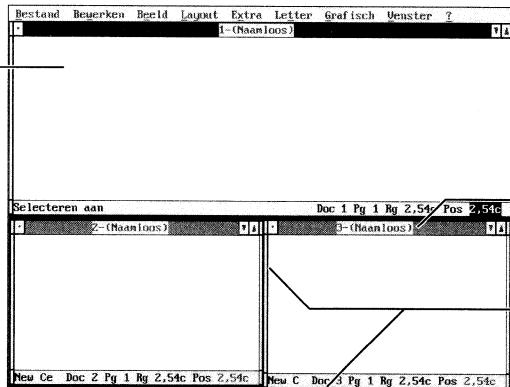 Bestand Bewerken Beeld Layout Extra Letter Grafisch Venster ?
1-(Naamloos)
Selecteren aan Doc 1 Pg 1 Rg 2,54c Pos 2,54c
2-(Naamloos) 3-(Naamloos)
New Ce Doc 2 Pg 1 Rg 2,54c Pos 2,54c New C Doc 3 Pg 1 Rg 2,54c Pos 2,54c